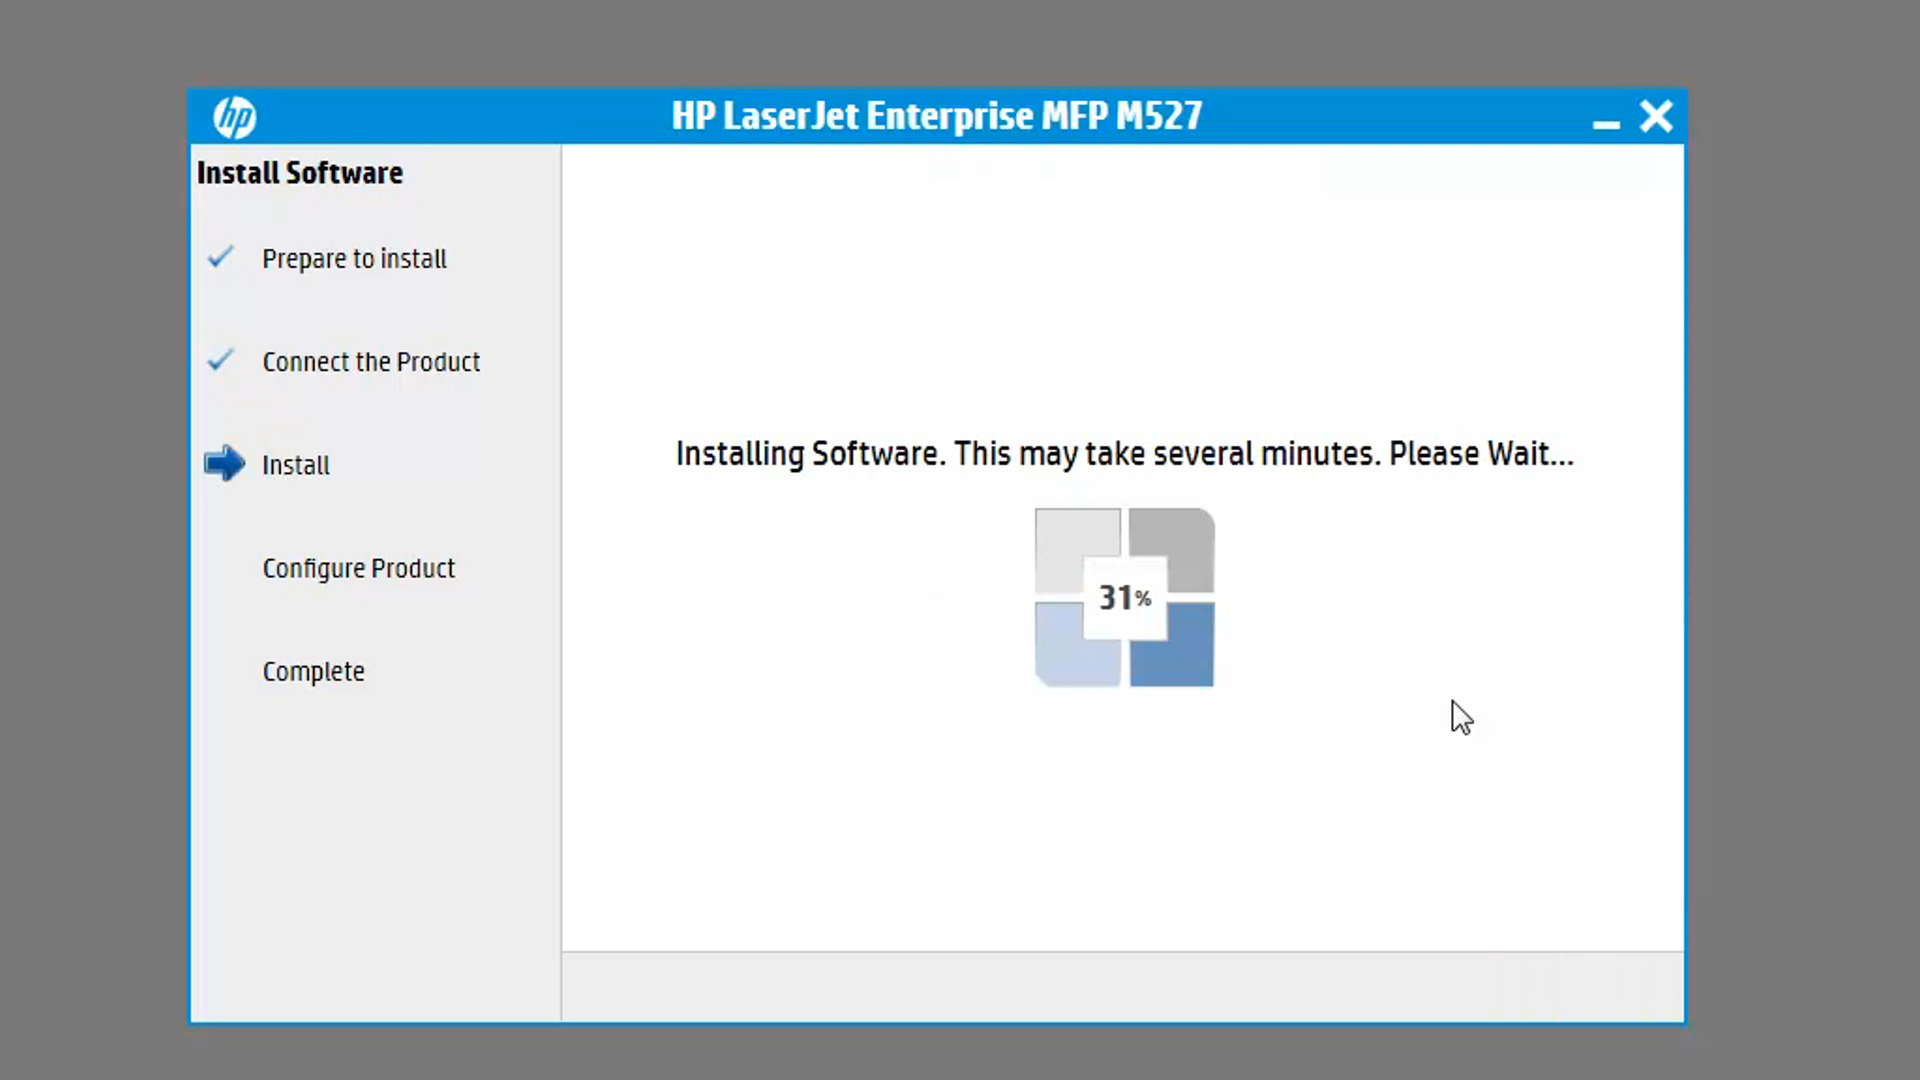 hp
HP LaserJet Enterprise MFP M527
Install Software
Prepare to install
Connect the Product
Install
Configure Product
Complete
Installing Software. This may take several minutes. Please Wait...
31%